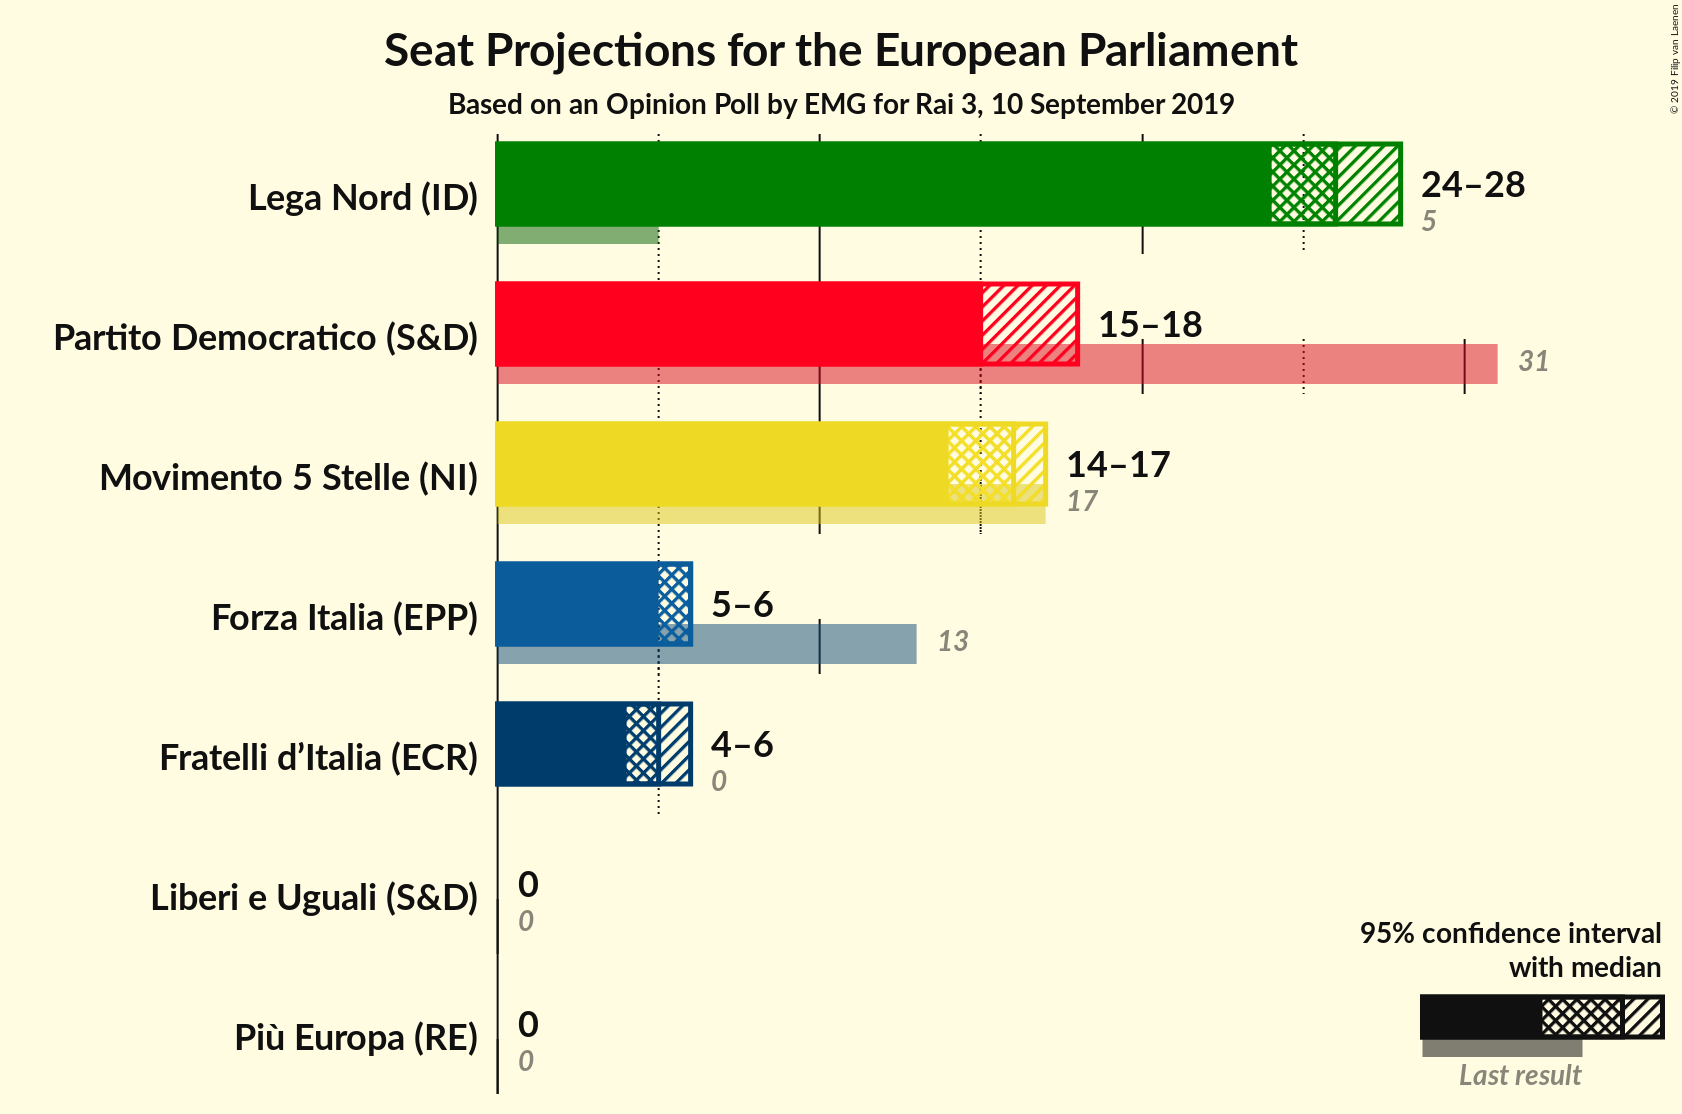 Seat Projections for the European Parliament
Based on an Opinion Poll by EMG for Rai 3, 10 September 2019
© 2019 Filip van Laenen
Lega Nord (ID)
24–28
5
Partito Democratico (S&D)
15–18
31
Movimento 5 Stelle (NI)
14–17
17
Forza Italia (EPP)
5–6
13
Fratelli d’Italia (ECR)
4–6
0
Liberi e Uguali (S&D)
0
0
Più Europa (RE)
0
0
95% confidence interval
with median
Last result